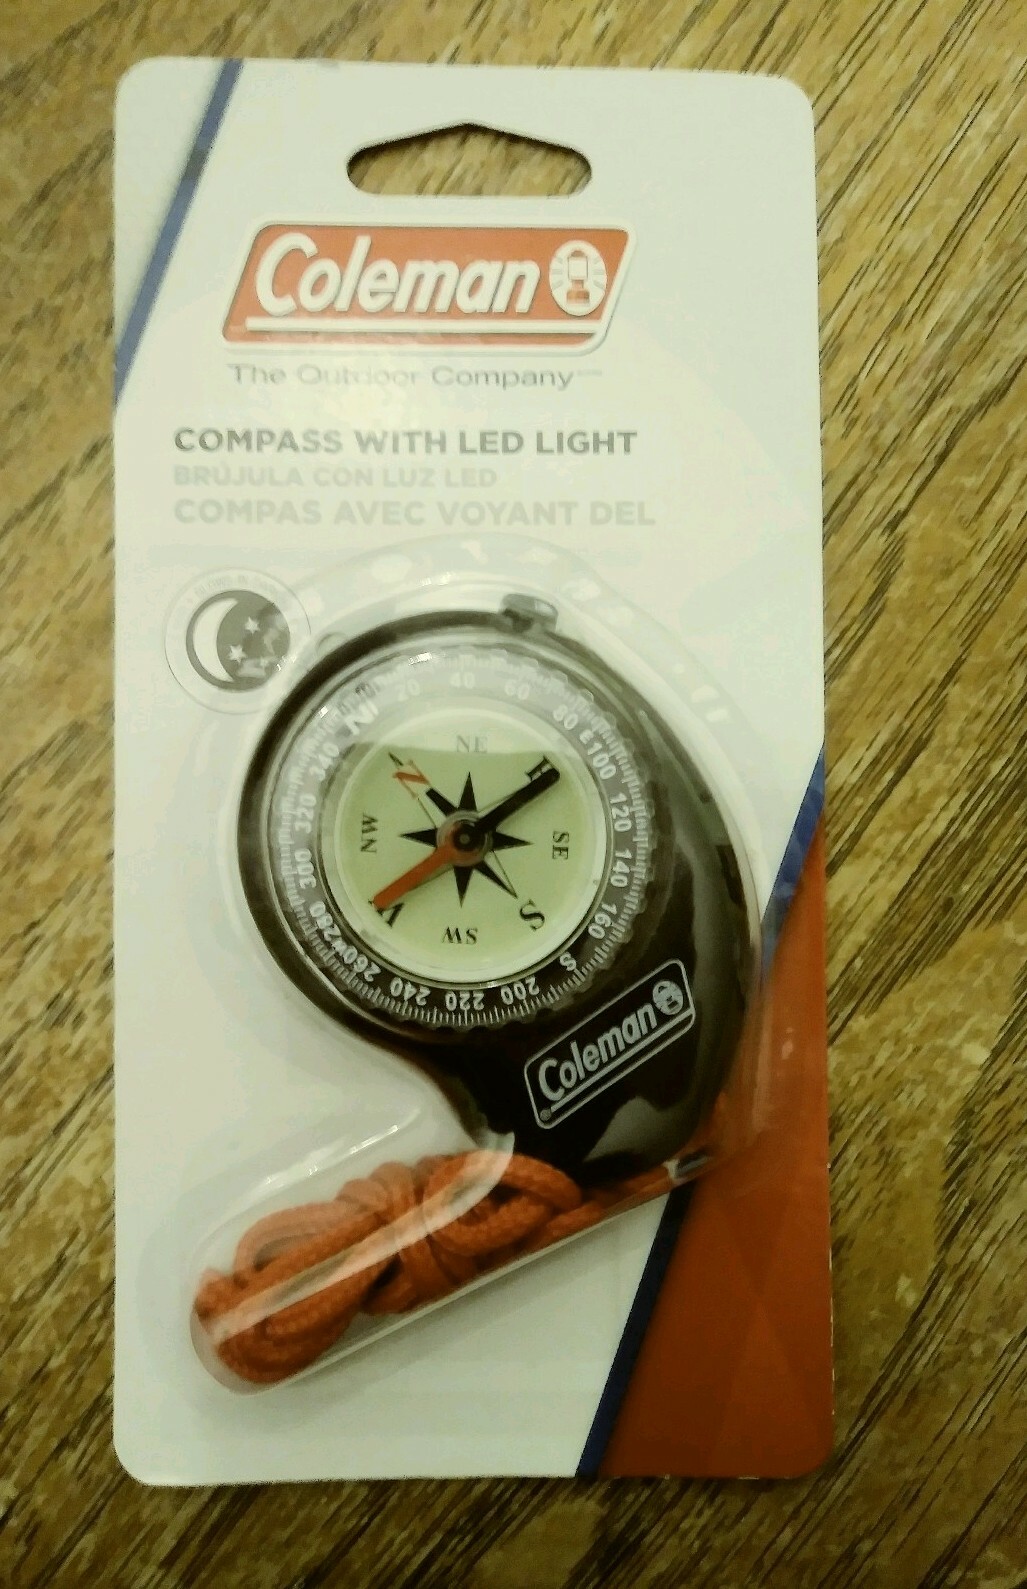 Coleman
The Outdoor Company
COMPASS WITH LED LIGHT
BRÚJULA CON LUZ LED
COMPAS AVEC VOYANT DEL
N 20 40 60 80 E 100 120 140 160 S 200 220 240 260 W 280 300 320 340
N NE E SE S SW W NW
Coleman